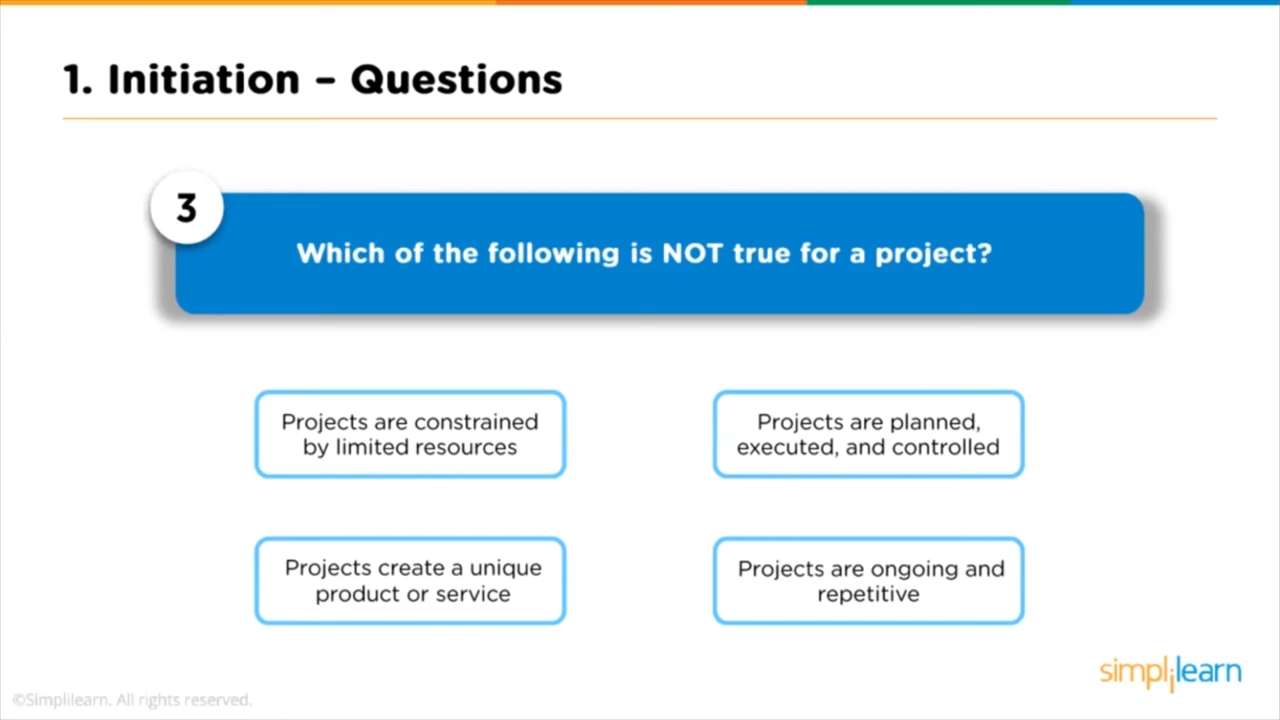 1. Initiation – Questions
3
Which of the following is NOT true for a project?
Projects are constrained
by limited resources
Projects are planned,
executed, and controlled
Projects create a unique
product or service
Projects are ongoing and
repetitive
simplilearn
©Simplilearn. All rights reserved.